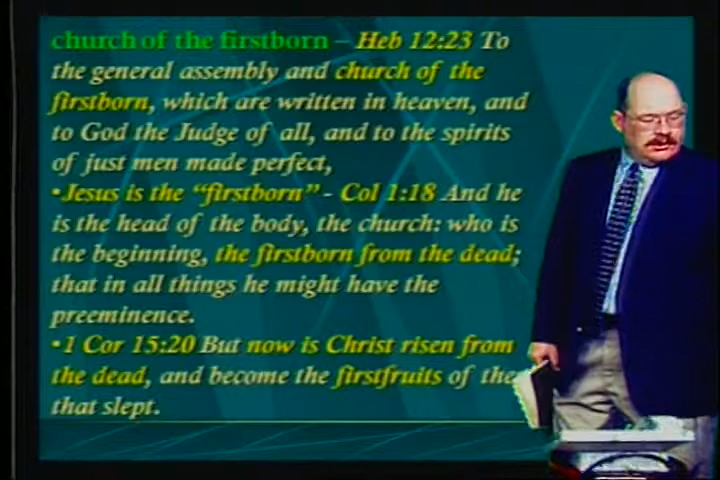 church of the firstborn – Heb 12:23 To
the general assembly and church of the
firstborn, which are written in heaven, and
to God the Judge of all, and to the spirits
of just men made perfect,
•Jesus is the “firstborn” - Col 1:18 And he
is the head of the body, the church: who is
the beginning, the firstborn from the dead;
that in all things he might have the
preeminence.
•1 Cor 15:20 But now is Christ risen from
the dead, and become the firstfruits of the
that slept.